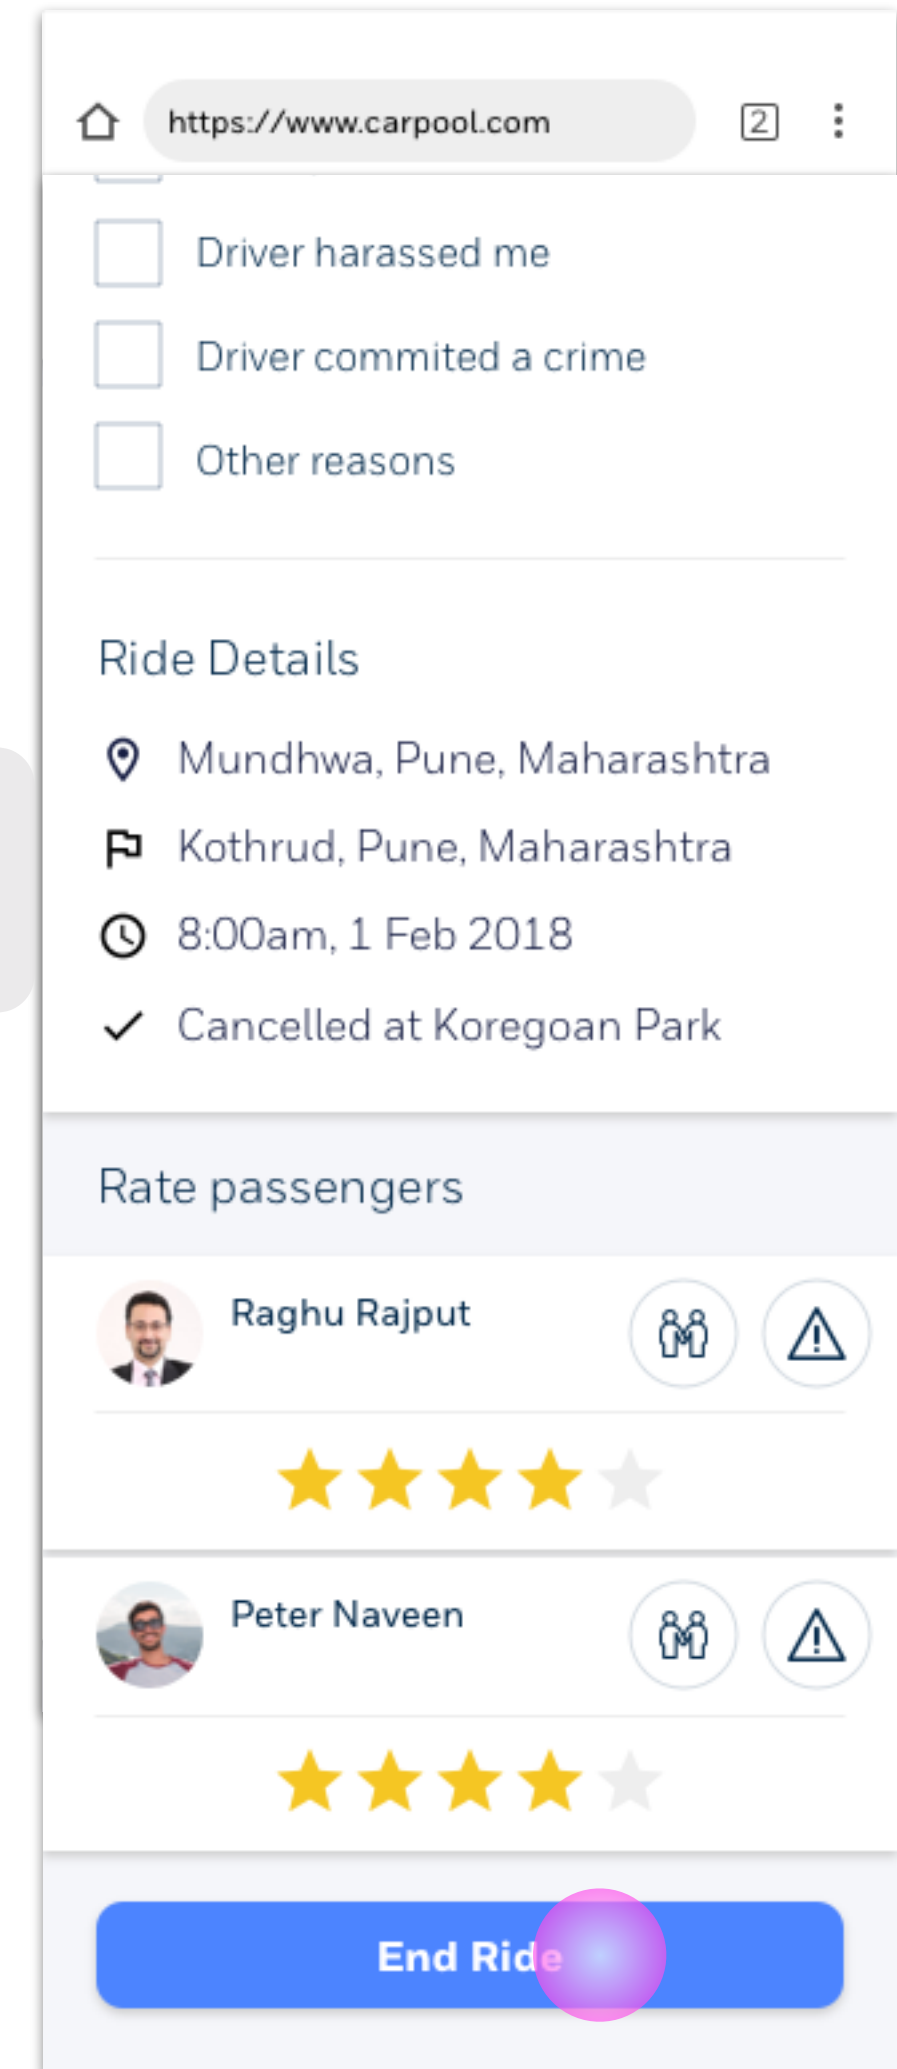 https://www.carpool.com
2
Driver harassed me
Driver commited a crime
Other reasons
Ride Details
Mundhwa, Pune, Maharashtra
Kothrud, Pune, Maharashtra
8:00am, 1 Feb 2018
Cancelled at Koregoan Park
Rate passengers
Raghu Rajput
Peter Naveen
End Ride